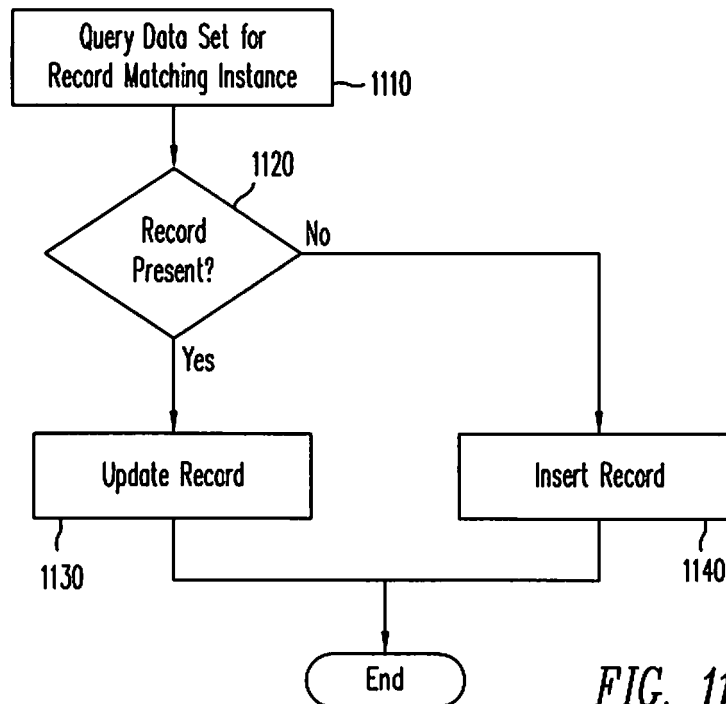 Query Data Set for
Record Matching Instance
1110
1120
Record
Present?
No
Yes
Update Record
Insert Record
1130
1140
End
FIG. 11